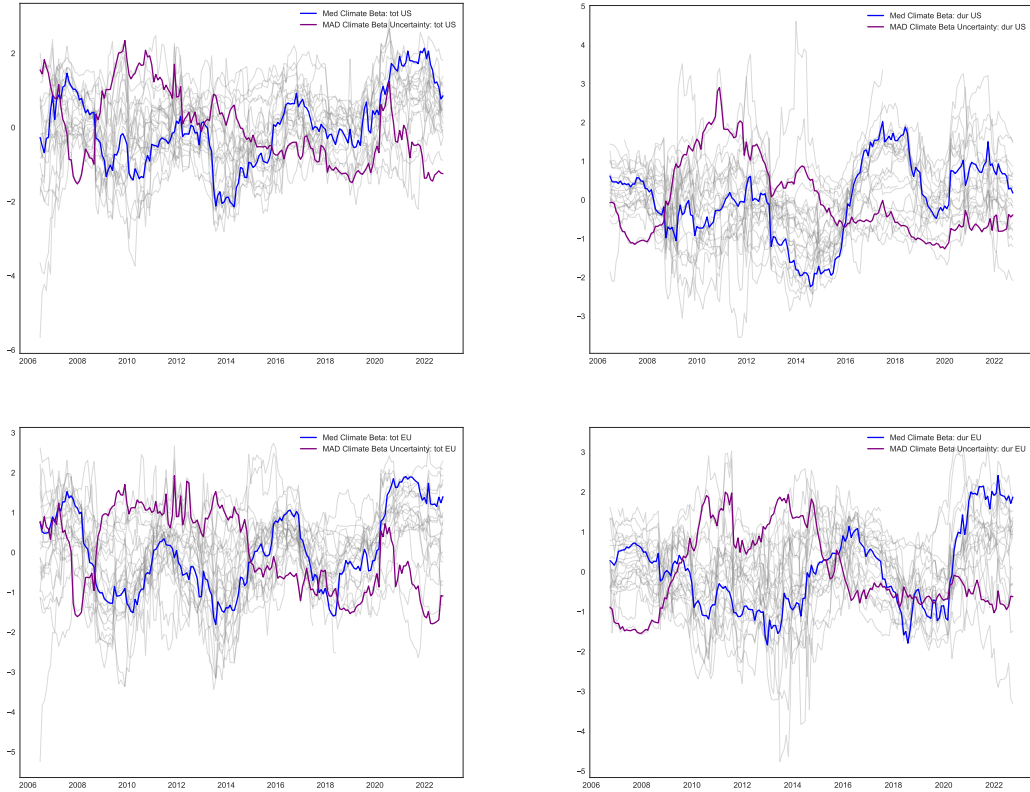 Med Climate Beta: tot US
MAD Climate Beta Uncertainty: tot US
2
0
−2
−4
−6
2006 2008 2010 2012 2014 2016 2018 2020 2022
Med Climate Beta: dur US
MAD Climate Beta Uncertainty: dur US
5
4
3
2
1
0
−1
−2
−3
2006 2008 2010 2012 2014 2016 2018 2020 2022
Med Climate Beta: tot EU
MAD Climate Beta Uncertainty: tot EU
3
2
1
0
−1
−2
−3
−4
−5
2006 2008 2010 2012 2014 2016 2018 2020 2022
Med Climate Beta: dur EU
MAD Climate Beta Uncertainty: dur EU
3
2
1
0
−1
−2
−3
−4
−5
2006 2008 2010 2012 2014 2016 2018 2020 2022